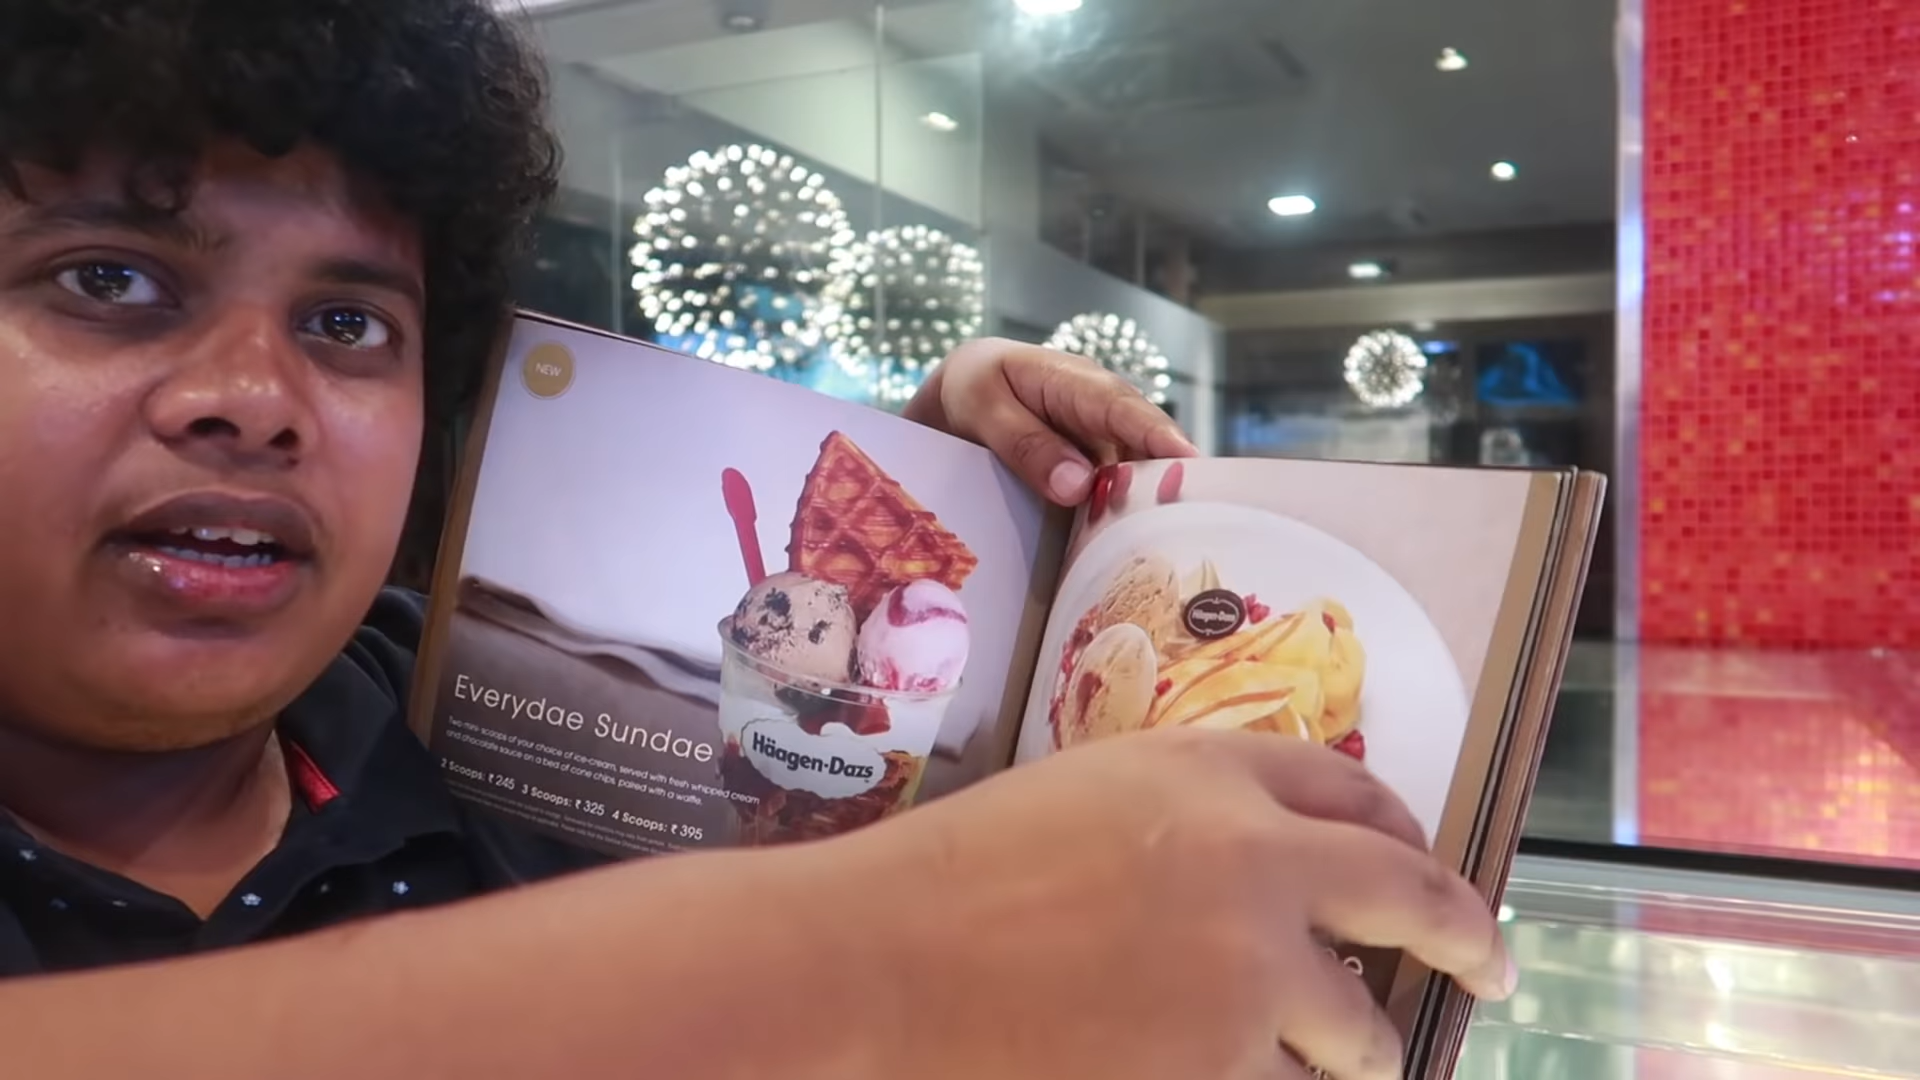 NEW
Everydae Sundae
Two mini scoops of your choice of ice-cream, served with fresh whipped cream
and chocolate sauce on a bed of cone chips, paired with a waffle.
2 Scoops: ₹ 245 3 Scoops: ₹ 325 4 Scoops: ₹ 395
Häagen-Dazs
Häagen-Dazs